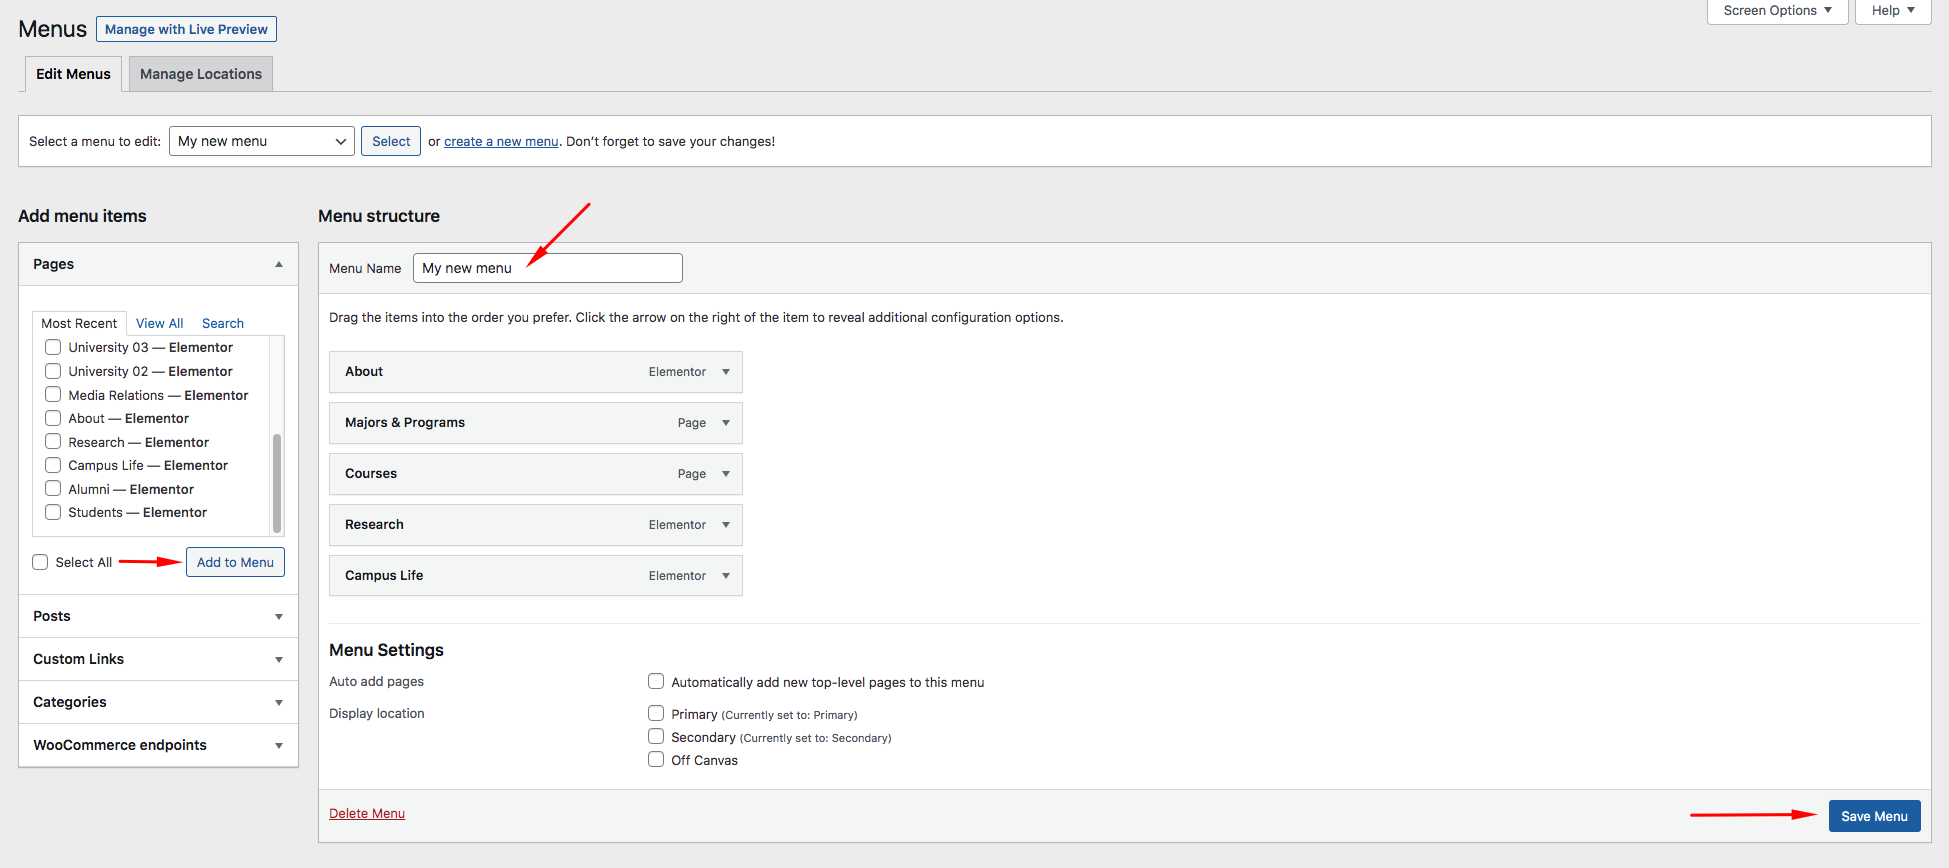 Menus Manage with Live Preview
Screen Options Help
Edit Menus Manage Locations
Select a menu to edit: My new menu Select or create a new menu. Don’t forget to save your changes!
Add menu items
Pages
Most Recent View All Search
University 03 — Elementor
University 02 — Elementor
Media Relations — Elementor
About — Elementor
Research — Elementor
Campus Life — Elementor
Alumni — Elementor
Students — Elementor
Select All Add to Menu
Posts
Custom Links
Categories
WooCommerce endpoints
Menu structure
Menu Name My new menu
Drag the items into the order you prefer. Click the arrow on the right of the item to reveal additional configuration options.
About Elementor
Majors & Programs Page
Courses Page
Research Elementor
Campus Life Elementor
Menu Settings
Auto add pages Automatically add new top-level pages to this menu
Display location Primary (Currently set to: Primary)
Secondary (Currently set to: Secondary)
Off Canvas
Delete Menu Save Menu